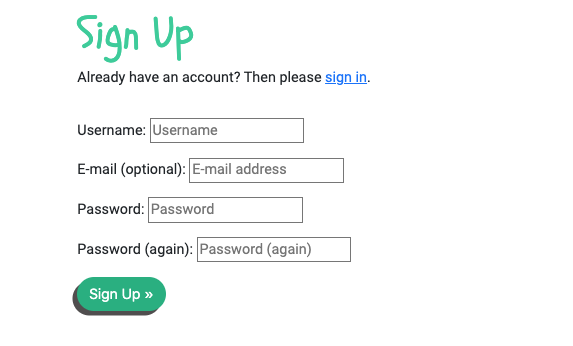 Sign Up
Already have an account? Then please sign in.
Username: Username
E-mail (optional): E-mail address
Password: Password
Password (again): Password (again)
Sign Up »